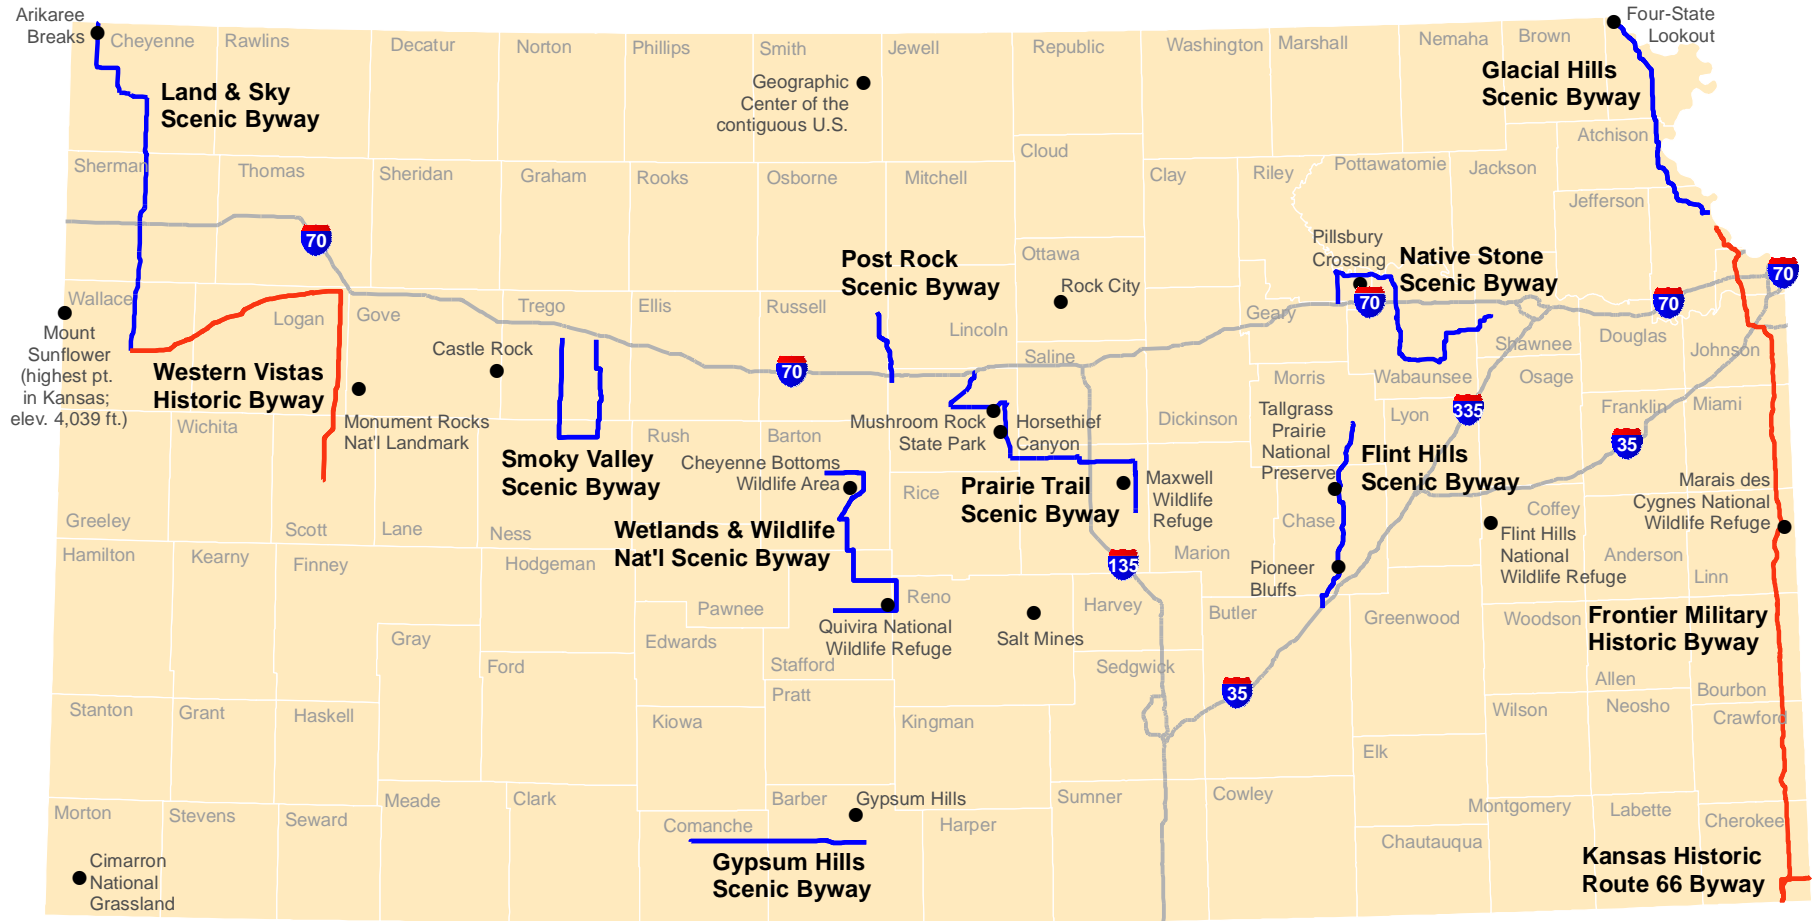 Arikaree
Breaks
Cheyenne
Rawlins
Decatur
Norton
Phillips
Smith
Jewell
Republic
Washington
Marshall
Nemaha
Brown
Four-State
Lookout
Land & Sky
Scenic Byway
Geographic
Center of the
contiguous U.S.
Glacial Hills
Scenic Byway
Atchison
Sherman
Thomas
Sheridan
Graham
Rooks
Osborne
Mitchell
Cloud
Clay
Riley
Pottawatomie
Jackson
Jefferson
70
Post Rock
Scenic Byway
Ottawa
Rock City
Pillsbury
Crossing
Native Stone
Scenic Byway
70
70
70
Wallace
Mount
Sunflower
(highest pt.
in Kansas;
elev. 4,039 ft.)
Logan
Gove
Trego
Ellis
Russell
Lincoln
Saline
Geary
Shawnee
Douglas
Johnson
Western Vistas
Historic Byway
Castle Rock
70
Monument Rocks
Nat'l Landmark
Mushroom Rock
State Park
Horsethief
Canyon
Dickinson
Morris
Wabaunsee
Osage
Tallgrass
Prairie
National
Preserve
Lyon
335
Franklin
Miami
35
Wichita
Rush
Barton
Smoky Valley
Scenic Byway
Cheyenne Bottoms
Wildlife Area
Rice
Prairie Trail
Scenic Byway
Maxwell
Wildlife
Refuge
Flint Hills
Scenic Byway
Marais des
Cygnes National
Wildlife Refuge
Greeley
Scott
Lane
Ness
Wetlands & Wildlife
Nat'l Scenic Byway
Chase
Coffey
Flint Hills
National
Wildlife Refuge
Anderson
Linn
Hamilton
Kearny
Finney
Hodgeman
135
Marion
Pioneer
Bluffs
Pawnee
Reno
Harvey
Butler
Greenwood
Woodson
Frontier Military
Historic Byway
Gray
Edwards
Quivira National
Wildlife Refuge
Salt Mines
Ford
Stafford
Sedgwick
Allen
Bourbon
Stanton
Grant
Haskell
Kiowa
Pratt
Kingman
35
Wilson
Neosho
Crawford
Elk
Morton
Stevens
Seward
Meade
Clark
Comanche
Barber
Gypsum Hills
Harper
Sumner
Cowley
Chautauqua
Montgomery
Labette
Cherokee
Cimarron
National
Grassland
Gypsum Hills
Scenic Byway
Kansas Historic
Route 66 Byway